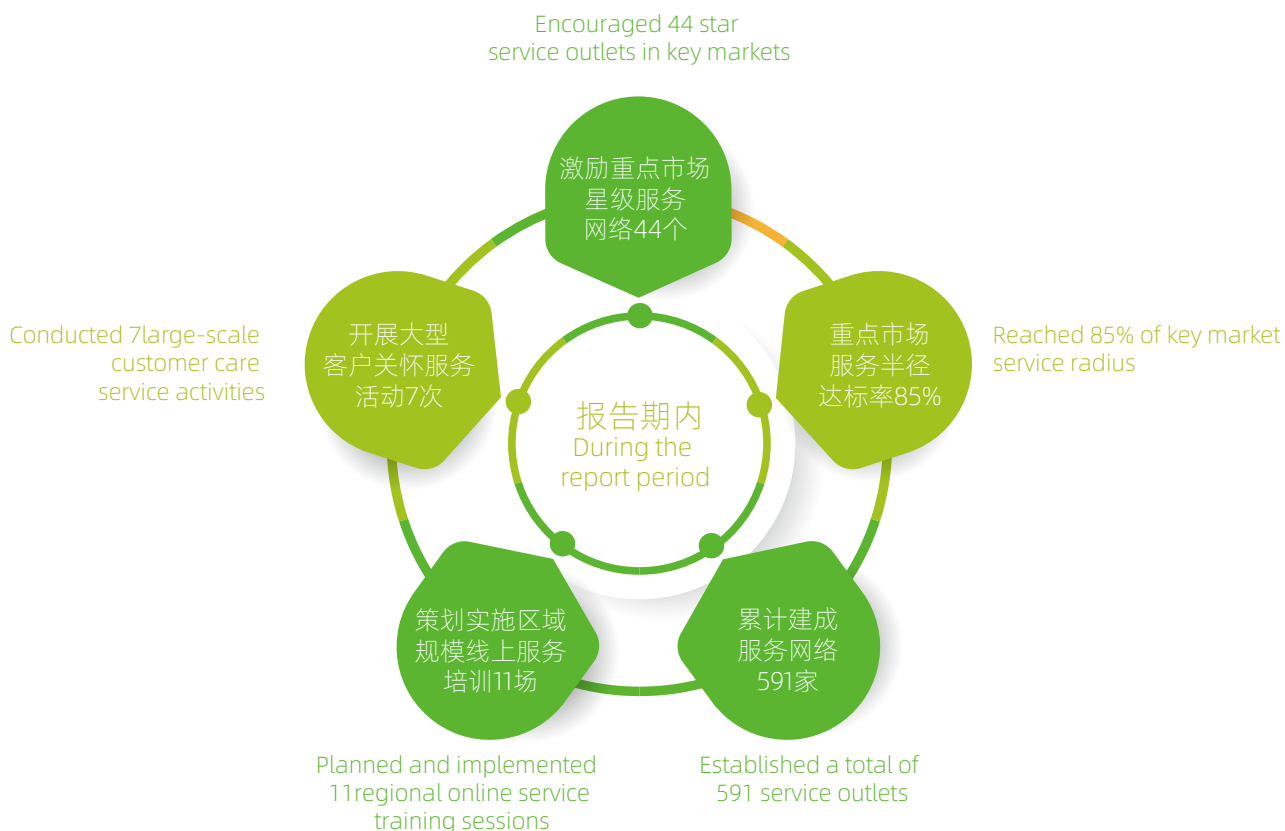 Encouraged 44 star
service outlets in key markets
激励重点市场
星级服务
网络44个
重点市场
服务半径
达标率85%
Reached 85% of key market
service radius
累计建成
服务网络
591家
Established a total of
591 service outlets
策划实施区域
规模线上服务
培训11场
Planned and implemented
11regional online service
training sessions
开展大型
客户关怀服务
活动7次
Conducted 7large-scale
customer care
service activities
报告期内
During the
report period